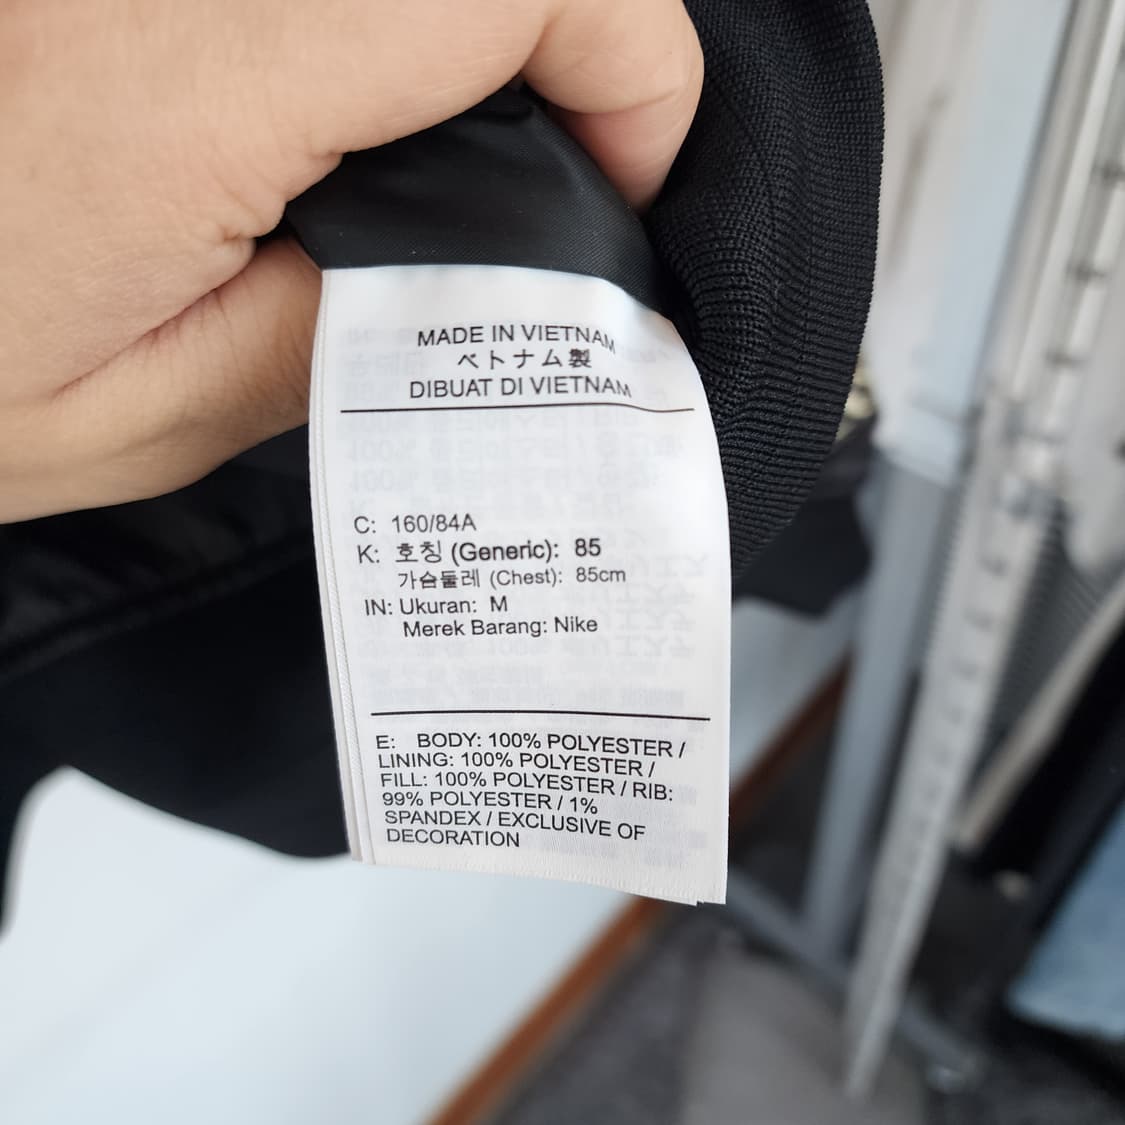 MADE IN VIETNAM
ベトナム製
DIBUAT DI VIETNAM
C: 160/84A
K: 호칭 (Generic): 85
가슴둘레 (Chest): 85cm
IN: Ukuran: M
Merek Barang: Nike
E: BODY: 100% POLYESTER /
LINING: 100% POLYESTER /
FILL: 100% POLYESTER / RIB:
99% POLYESTER / 1%
SPANDEX / EXCLUSIVE OF
DECORATION